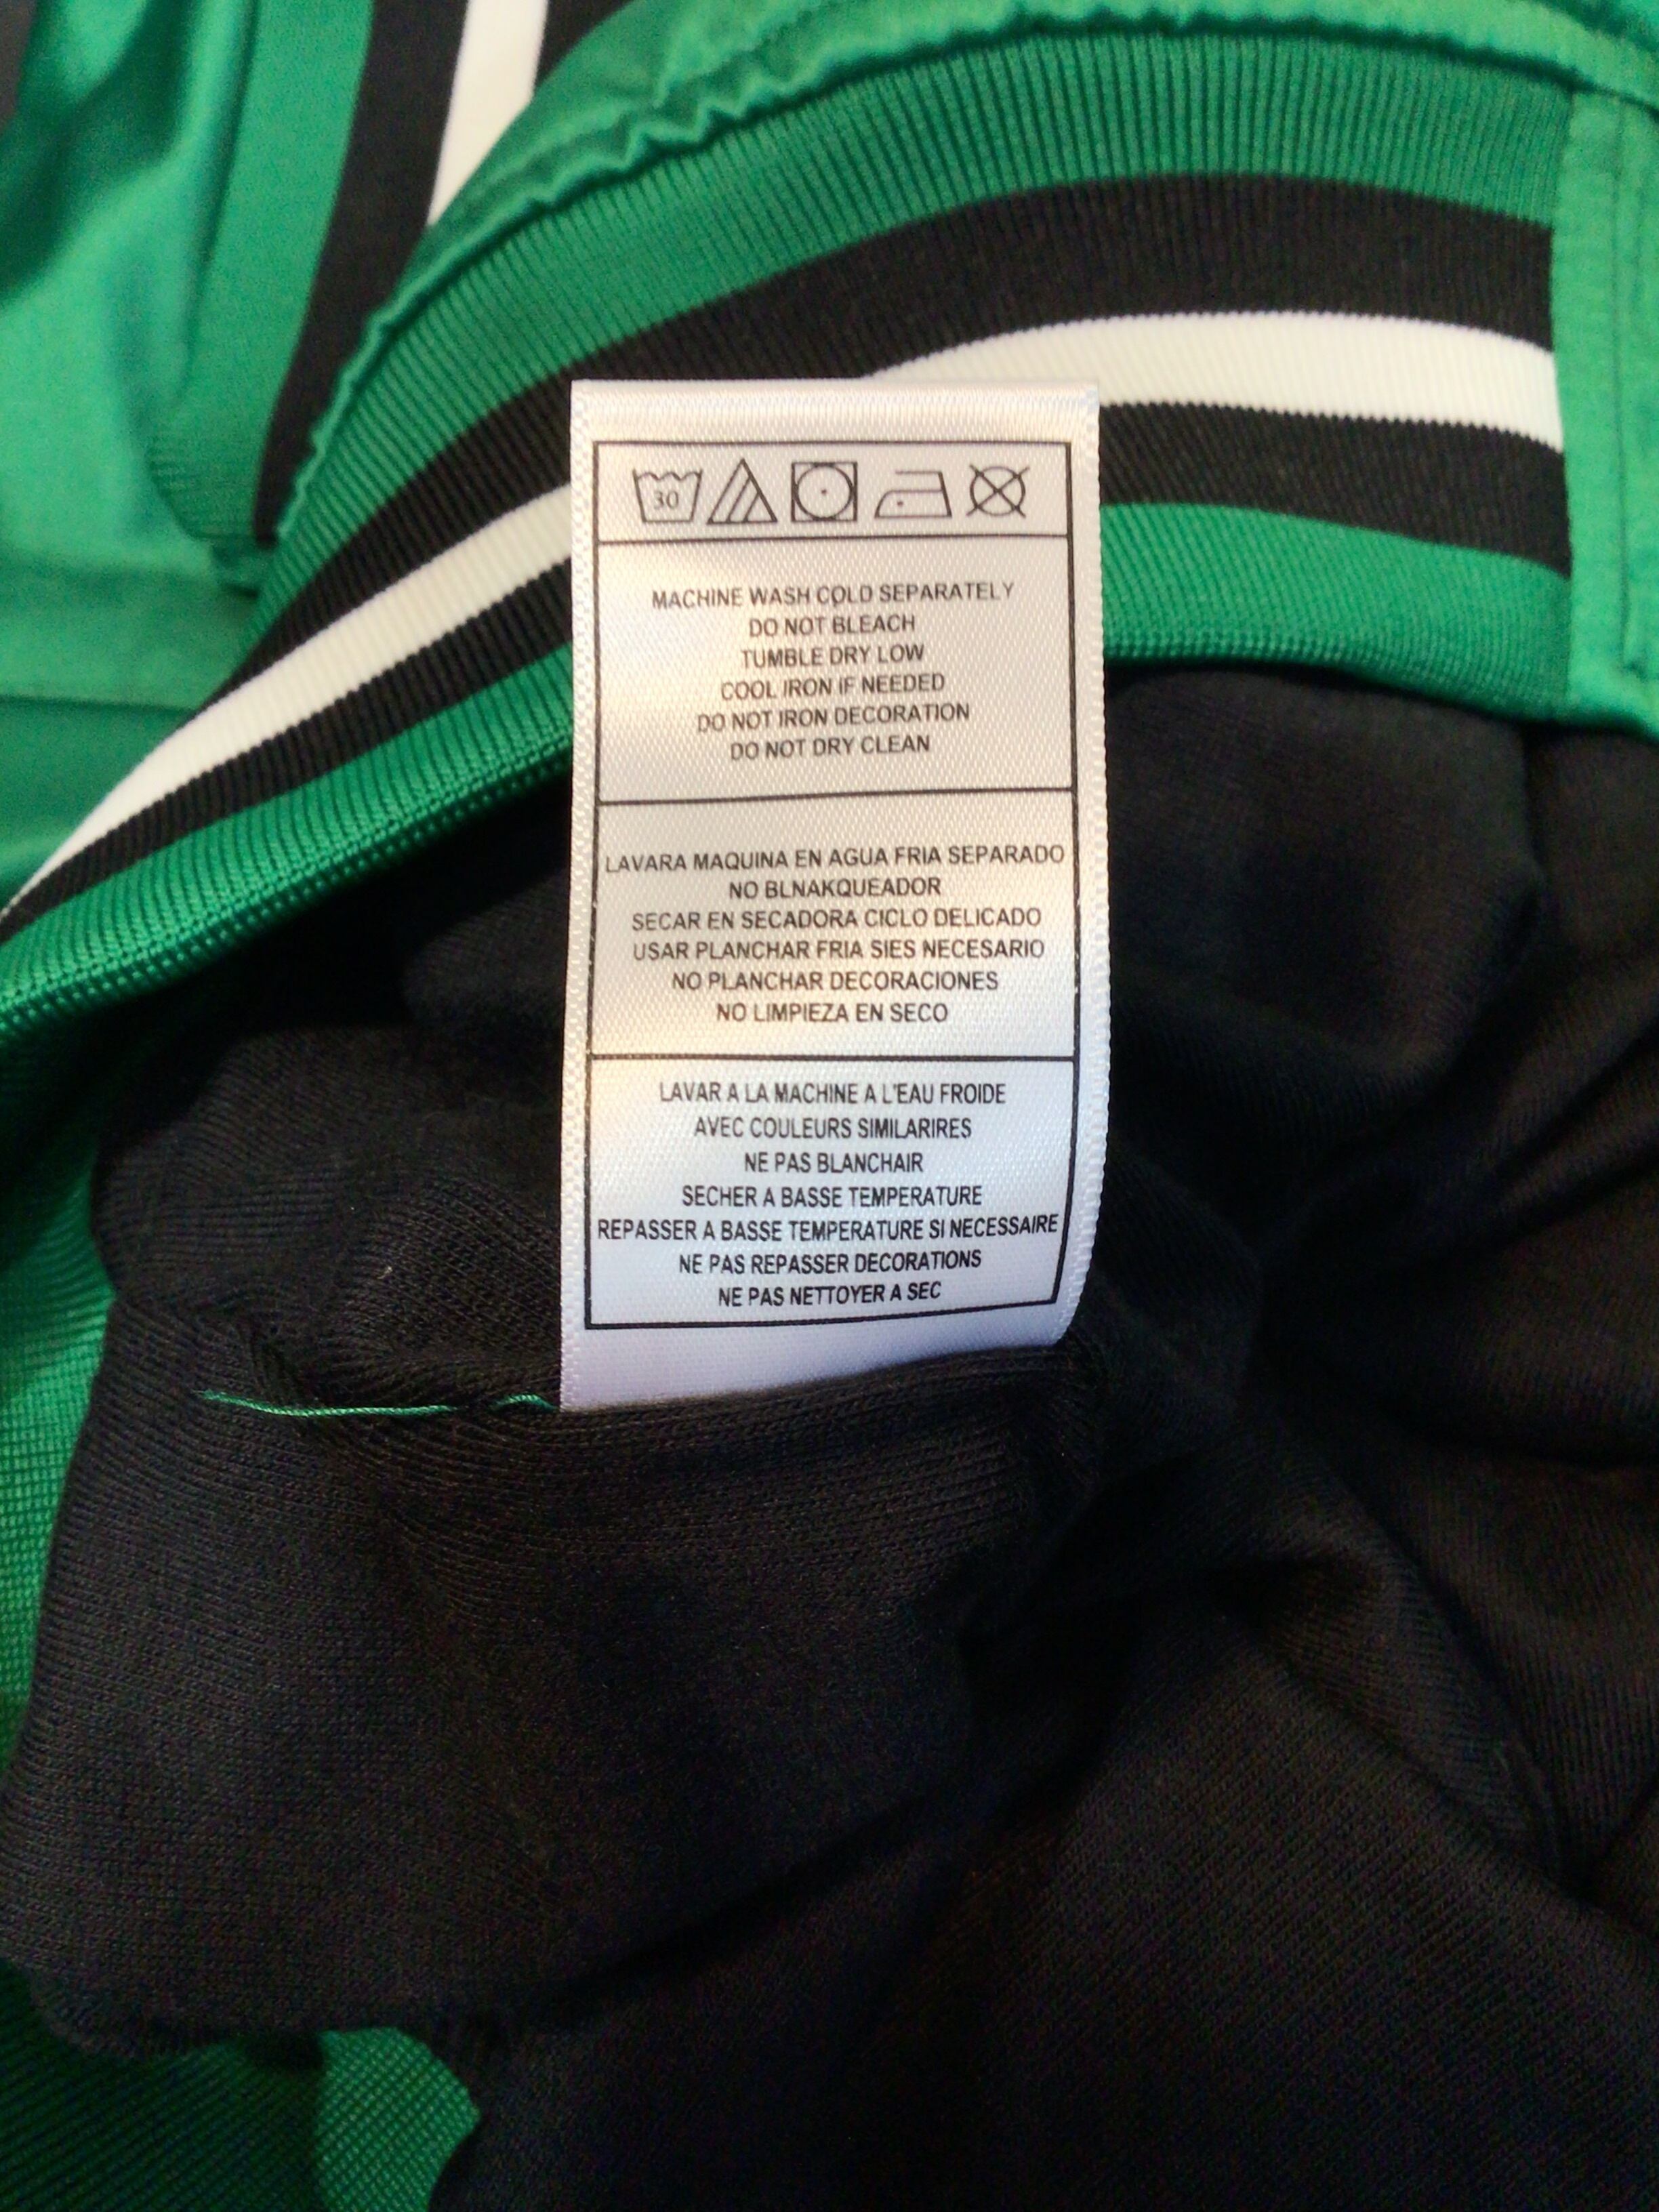 30
MACHINE WASH COLD SEPARATELY
DO NOT BLEACH
TUMBLE DRY LOW
COOL IRON IF NEEDED
DO NOT IRON DECORATION
DO NOT DRY CLEAN
LAVARA MAQUINA EN AGUA FRIA SEPARADO
NO BLNAKQUEADOR
SECAR EN SECADORA CICLO DELICADO
USAR PLANCHAR FRIA SIES NECESARIO
NO PLANCHAR DECORACIONES
NO LIMPIEZA EN SECO
LAVAR A LA MACHINE A L'EAU FROIDE
AVEC COULEURS SIMILARIRES
NE PAS BLANCHAIR
SECHER A BASSE TEMPERATURE
REPASSER A BASSE TEMPERATURE SI NECESSAIRE
NE PAS REPASSER DECORATIONS
NE PAS NETTOYER A SEC